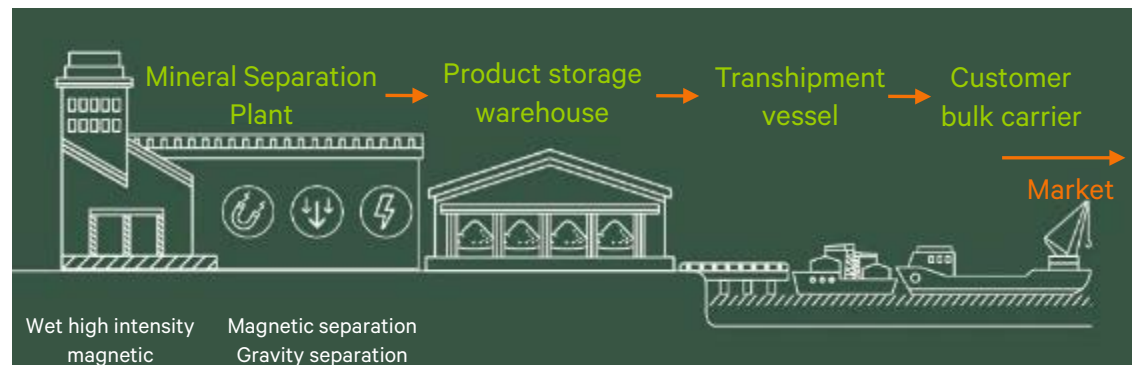 Mineral Separation
Plant
Product storage
warehouse
Transhipment
vessel
Customer
bulk carrier
Market
Wet high intensity
magnetic
Magnetic separation
Gravity separation